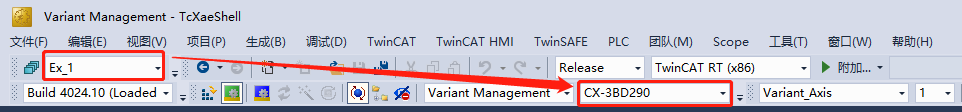 Variant Management - TcXaeShell
文件(F) 编辑(E) 视图(V) 项目(P) 生成(B) 调试(D) TwinCAT TwinCAT HMI TwinSAFE PLC 团队(M) Scope 工具(T) 窗口(W) 帮助(H)
Ex_1 Release TwinCAT RT (x86) 附加...
Build 4024.10 (Loaded Variant Management CX-3BD290 Variant_Axis 1